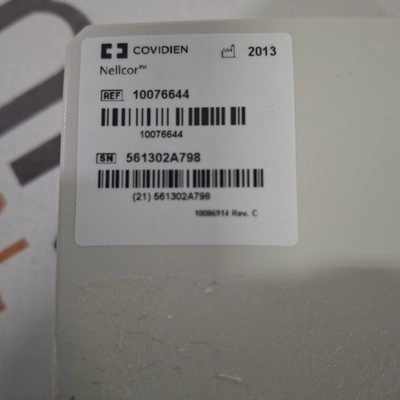 COVIDIEN 2013
Nellcor™
REF 10076644
10076644
SN 561302A798
(21) 561302A798
10086914 Rev. C